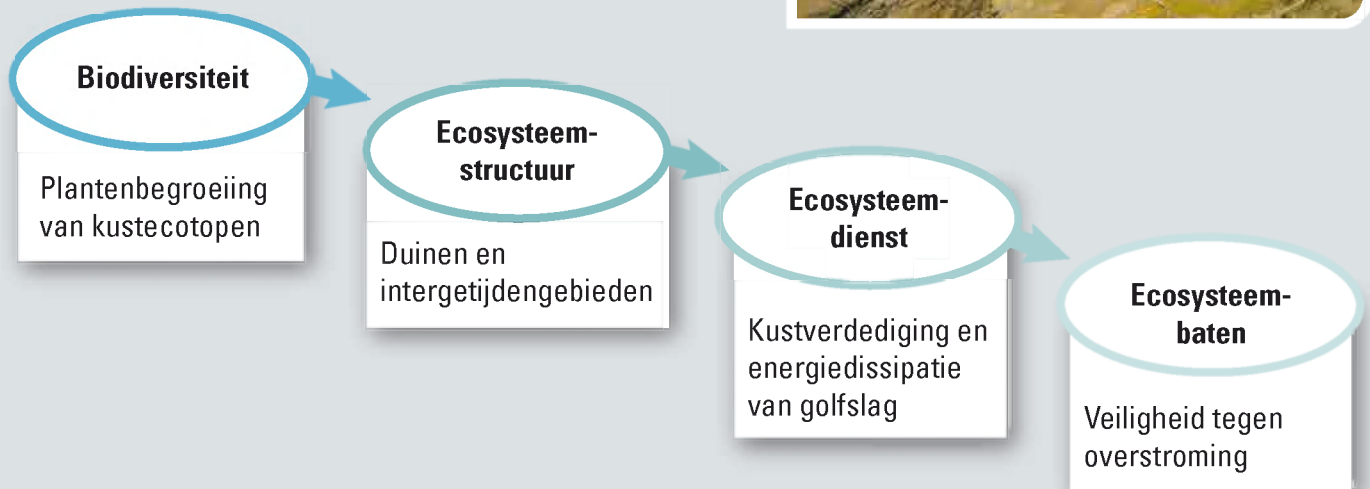 Biodiversiteit
Plantenbegroeiing
van kustecotopen
Ecosysteem-
structuur
Duinen en
intergetijdengebieden
Ecosysteem-
dienst
Kustverdediging en
energiedissipatie
van golfslag
Ecosysteem-
baten
Veiligheid tegen
overstroming